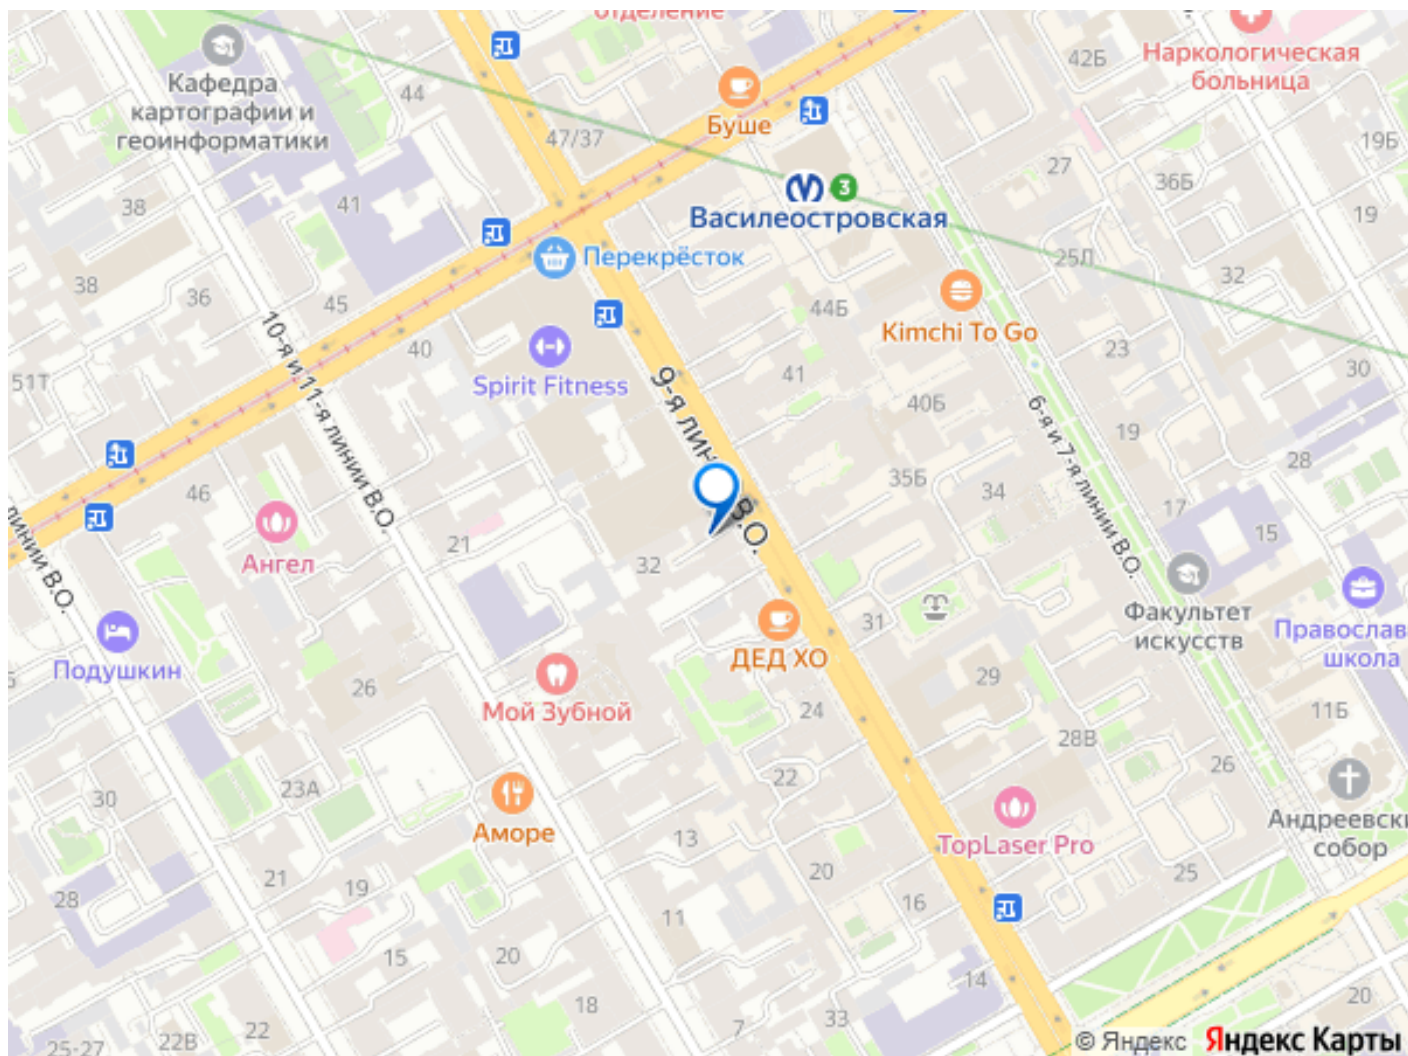 отделение
Наркологическая
больница
42Б
Кафедра
картографии и
геоинформатики
44
Буше
47/37
19Б
27
36Б
3
Василеостровская
38
41
19
25Л
Перекрёсток
32
38
36
45
44Б
Kimchi To Go
40
Spirit Fitness
23
30
51Т
41
10-я и 11-я линии В.О.
9-я линия В.О.
40Б
6-я и 7-я линии В.О.
19
28
46
35Б
34
17
15
Ангел
21
33
32
линии В.О.
Факультет
искусств
31
Православ
школа
Подушкин
ДЕД ХО
26
Мой Зубной
29
24
11Б
28В
26
22
23А
30
Аморе
13
TopLaser Pro
Андреевски
собор
20
25
21
19
28
16
11
15
20
14
18
33
7
20
22
22В
25-27
© Яндекс Яндекс Карты